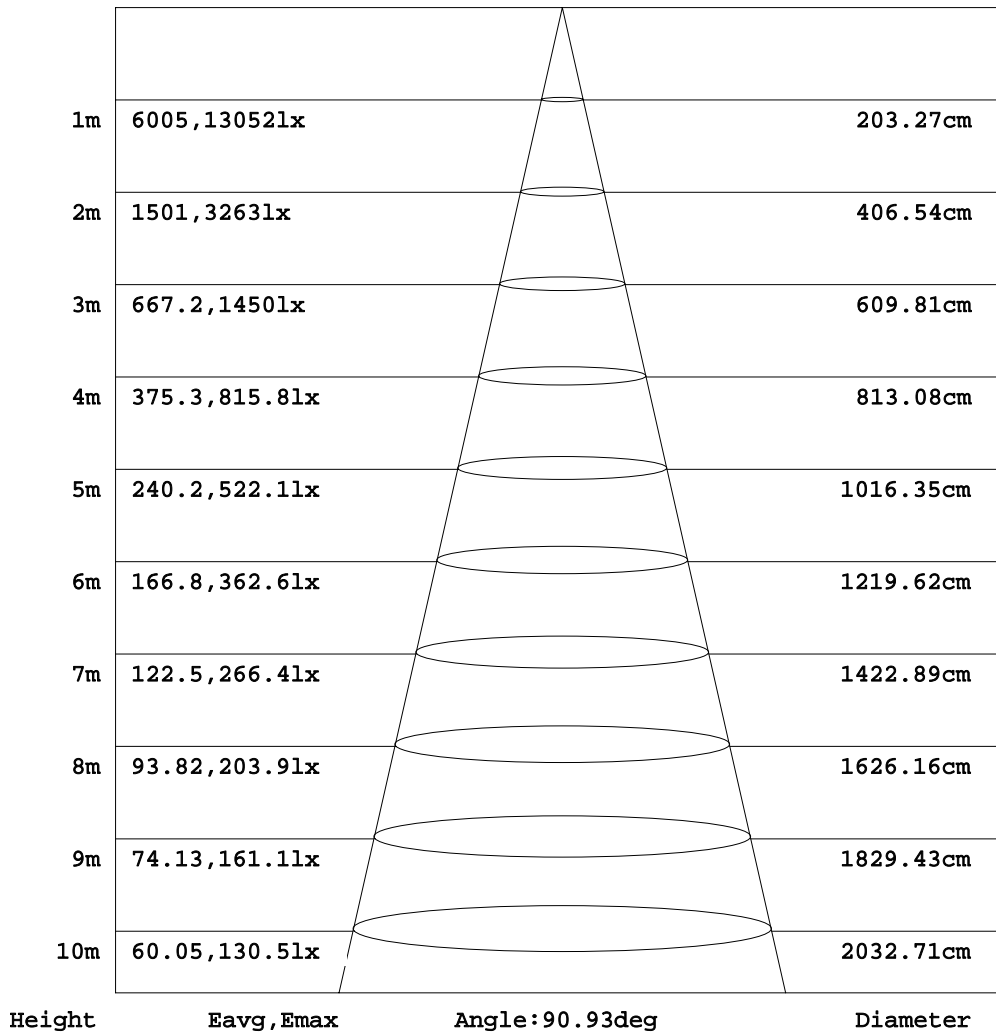 1m 6005,13052lx 203.27cm
2m 1501,3263lx 406.54cm
3m 667.2,1450lx 609.81cm
4m 375.3,815.8lx 813.08cm
5m 240.2,522.1lx 1016.35cm
6m 166.8,362.6lx 1219.62cm
7m 122.5,266.4lx 1422.89cm
8m 93.82,203.9lx 1626.16cm
9m 74.13,161.1lx 1829.43cm
10m 60.05,130.5lx 2032.71cm
Height Eavg,Emax Angle:90.93deg Diameter